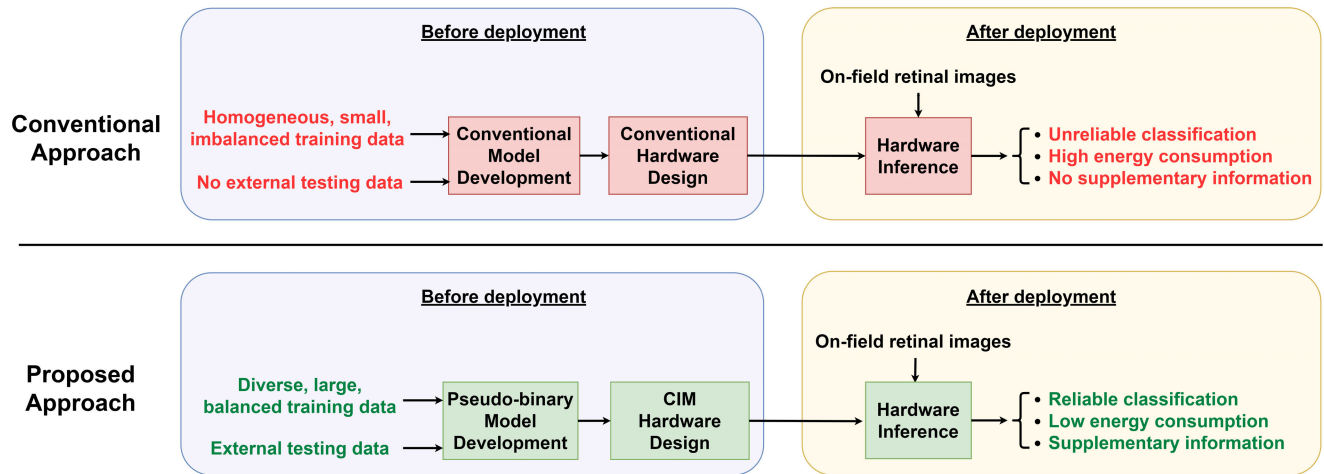 Before deployment
After deployment
On-field retinal images
Conventional
Approach
Homogeneous, small,
imbalanced training data
No external testing data
Conventional
Model
Development
Conventional
Hardware
Design
Hardware
Inference
• Unreliable classification
• High energy consumption
• No supplementary information
Before deployment
After deployment
On-field retinal images
Proposed
Approach
Diverse, large,
balanced training data
External testing data
Pseudo-binary
Model
Development
CIM
Hardware
Design
Hardware
Inference
• Reliable classification
• Low energy consumption
• Supplementary information